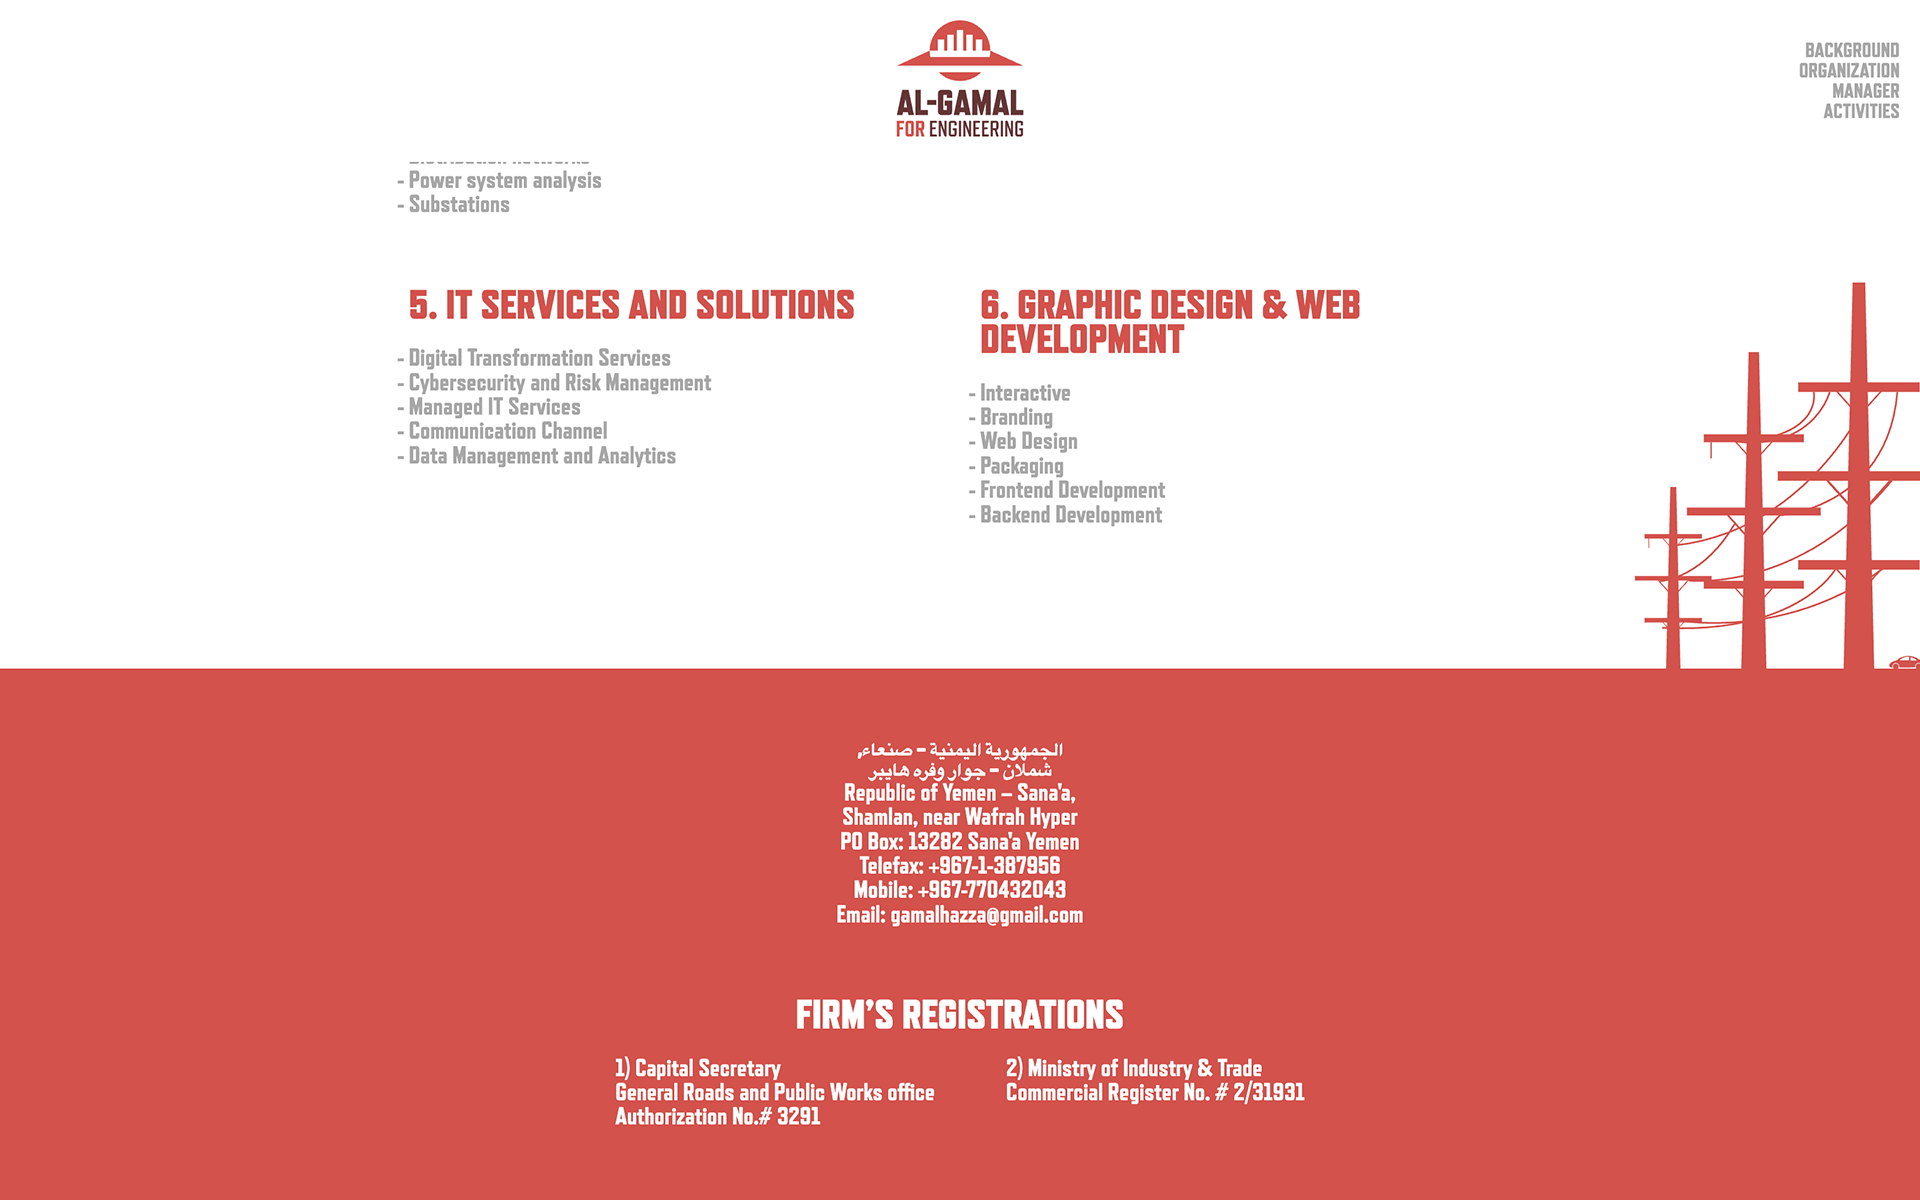 AL-GAMAL
FOR ENGINEERING
BACKGROUND
ORGANIZATION
MANAGER
ACTIVITIES
- Power system analysis
- Substations
5. IT SERVICES AND SOLUTIONS
- Digital Transformation Services
- Cybersecurity and Risk Management
- Managed IT Services
- Communication Channel
- Data Management and Analytics
6. GRAPHIC DESIGN & WEB
DEVELOPMENT
- Interactive
- Branding
- Web Design
- Packaging
- Frontend Development
- Backend Development
الجمهورية اليمنية – صنعاء,
شملان – جوار وفره هايبر
Republic of Yemen – Sana'a,
Shamlan, near Wafrah Hyper
PO Box: 13282 Sana'a Yemen
Telefax: +967-1-387956
Mobile: +967-770432043
Email: gamalhazza@gmail.com
FIRM’S REGISTRATIONS
1) Capital Secretary
General Roads and Public Works office
Authorization No.# 3291
2) Ministry of Industry & Trade
Commercial Register No. # 2/31931